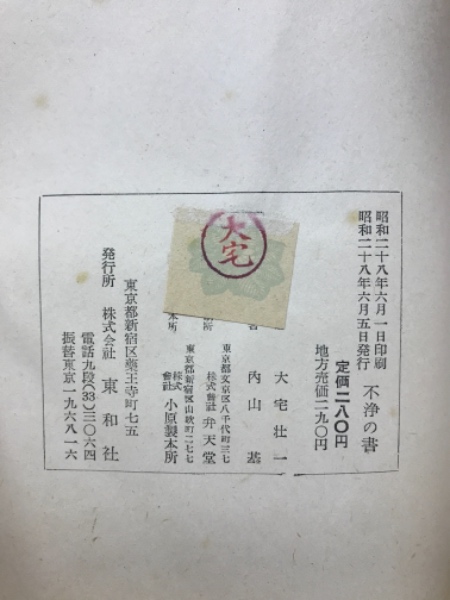 昭和二十八年六月一日印刷
昭和二十八年六月五日発行
不浄の書
定価二八〇円
地方売価二九〇円
大宅壮一
内山基
東京都文京区八千代町三七
株式會社 弁天堂
東京都新宿区山吹町二七七
株式會社 小原製本所
大宅
東京都新宿区薬王寺町七五
発行所 株式会社 東和社
電話九段(33)三〇六四
振替東京一九六八一六